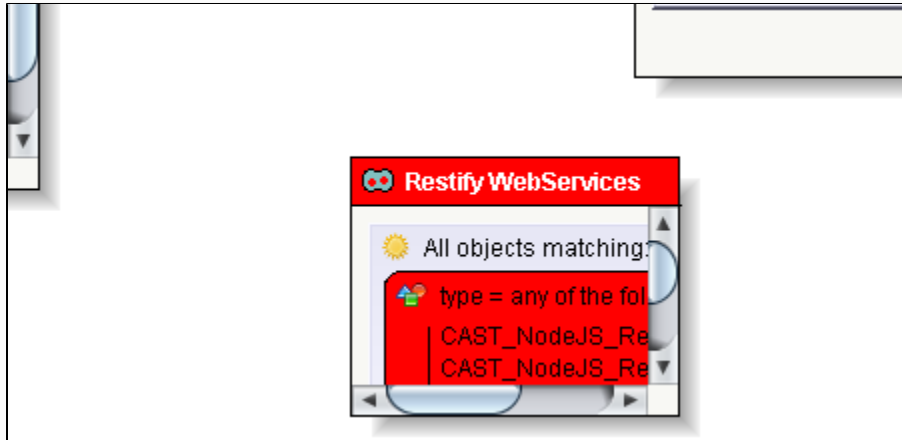 Restify WebServices
All objects matching:
type = any of the fol
CAST_NodeJS_Re
CAST_NodeJS_Re